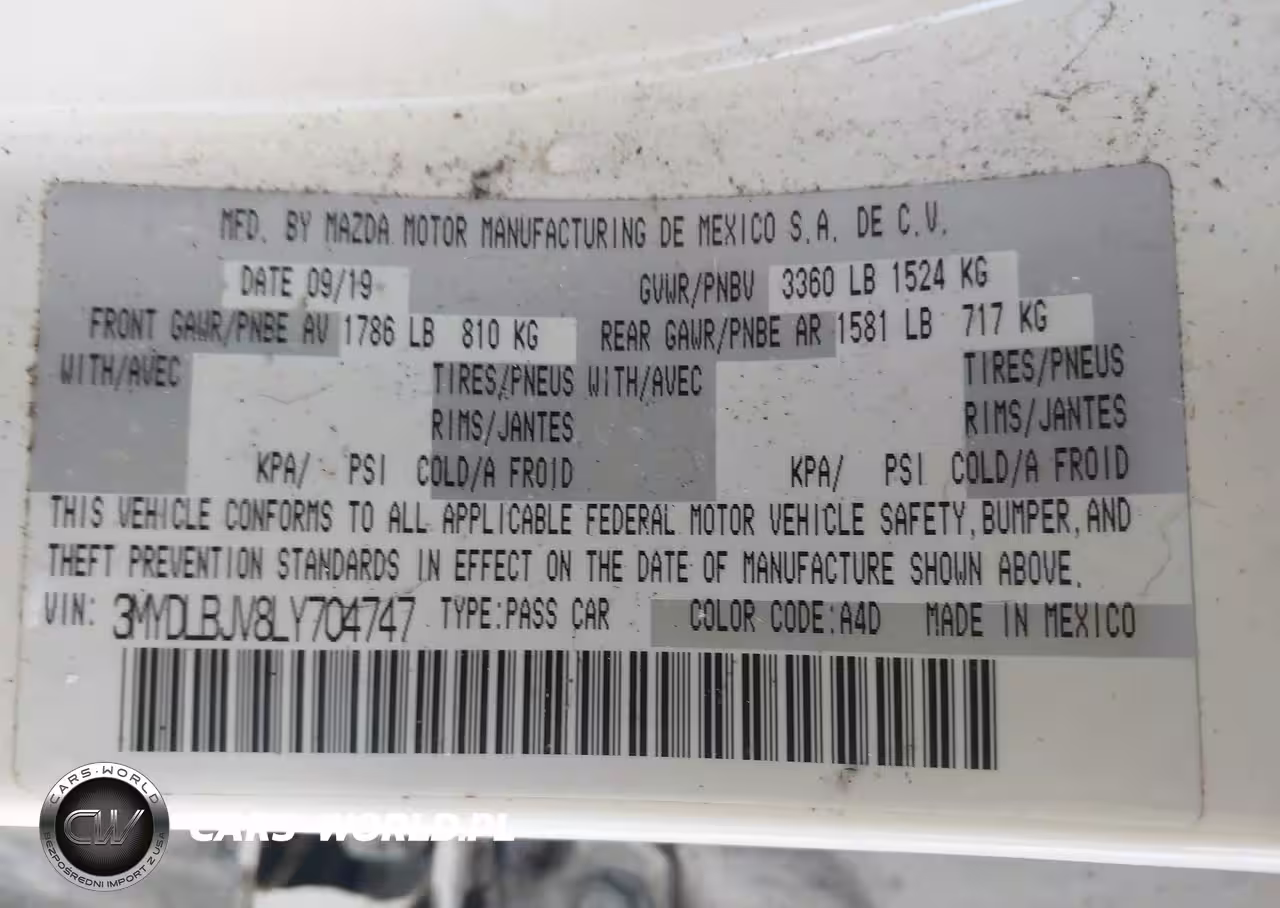 MFD. BY MAZDA MOTOR MANUFACTURING DE MEXICO S.A. DE C.V.
DATE 09/19 GVWR/PNBV 3360 LB 1524 KG
FRONT GAWR/PNBE AV 1786 LB 810 KG REAR GAWR/PNBE AR 1581 LB 717 KG
WITH/AVEC TIRES/PNEUS WITH/AVEC TIRES/PNEUS
RIMS/JANTES RIMS/JANTES
KPA/ PSI COLD/A FROID KPA/ PSI COLD/A FROID
THIS VEHICLE CONFORMS TO ALL APPLICABLE FEDERAL MOTOR VEHICLE SAFETY, BUMPER, AND
THEFT PREVENTION STANDARDS IN EFFECT ON THE DATE OF MANUFACTURE SHOWN ABOVE.
VIN: 3MYDLBJV8LY704747 TYPE:PASS CAR COLOR CODE:A4D MADE IN MEXICO
CARS-WORLD
CW
BEZPOŚREDNI IMPORT Z USA
CARS-WORLD.PL